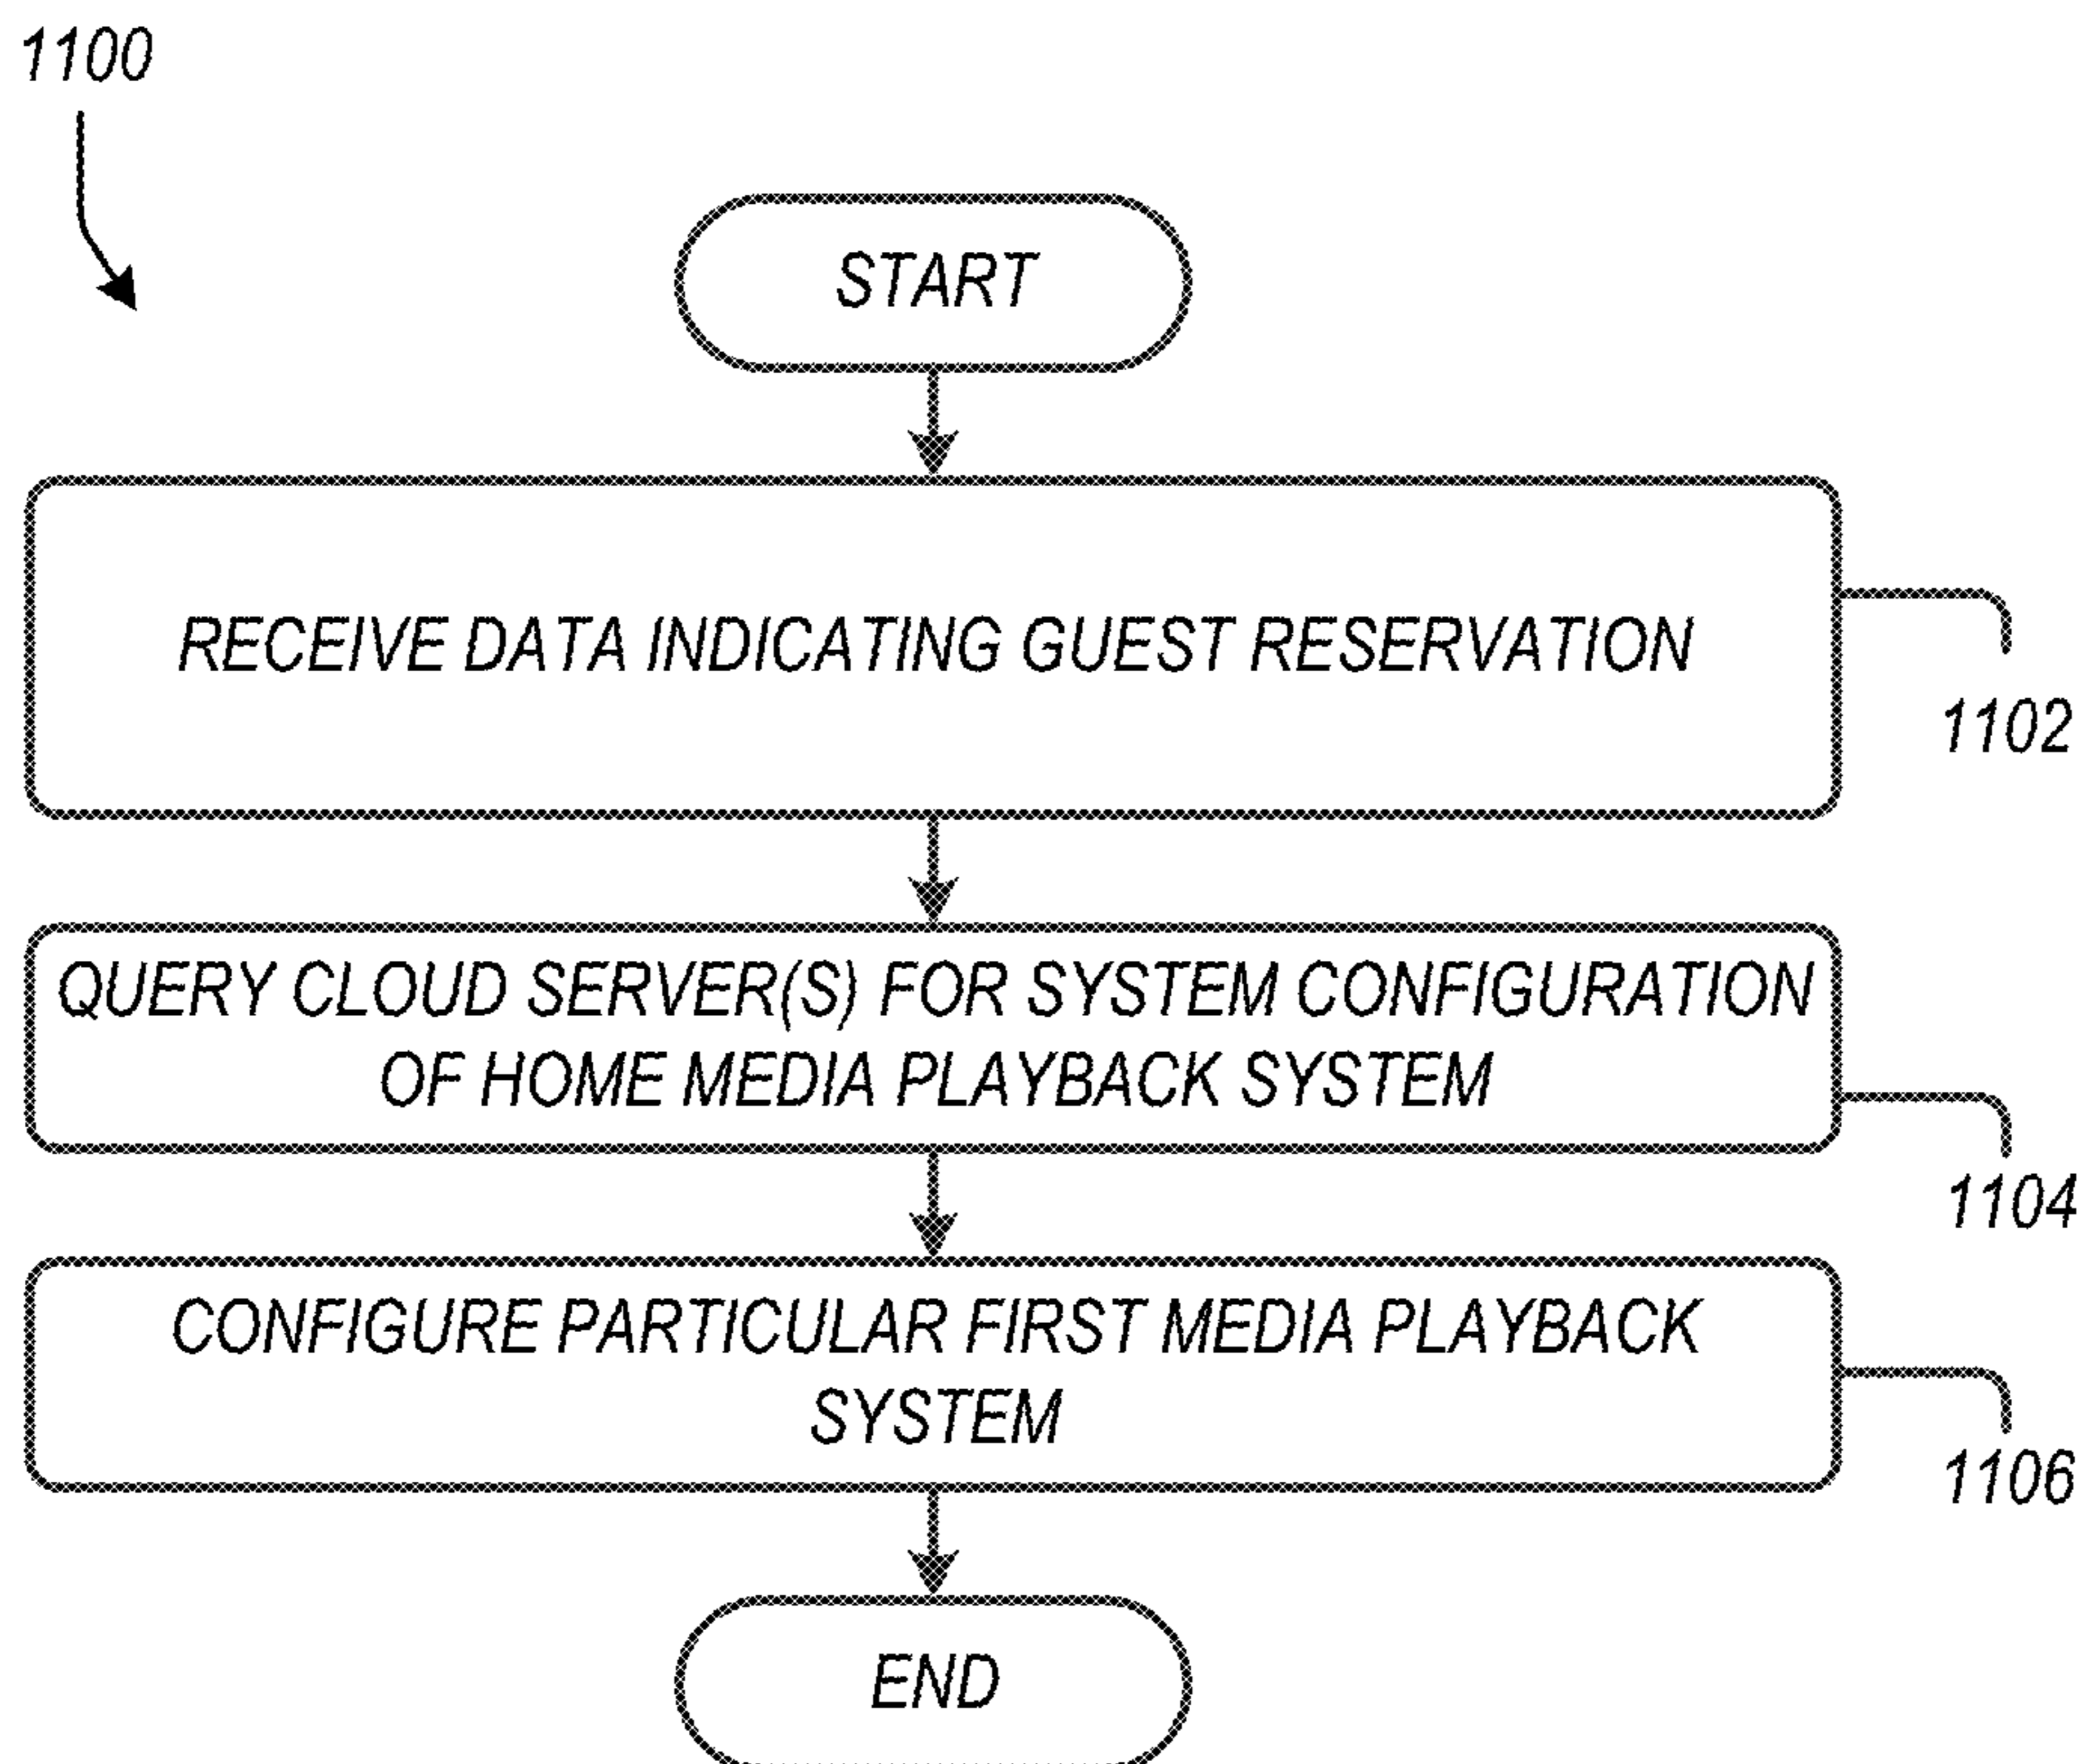 1100
START
RECEIVE DATA INDICATING GUEST RESERVATION
1102
QUERY CLOUD SERVER(S) FOR SYSTEM CONFIGURATION
OF HOME MEDIA PLAYBACK SYSTEM
1104
CONFIGURE PARTICULAR FIRST MEDIA PLAYBACK
SYSTEM
1106
END